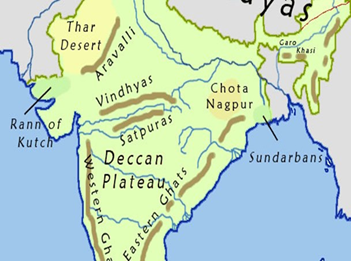 ayas
Thar
Desert
Aravalli
Garo
Khasi
Vindhyas
Chota
Nagpur
Rann of
Kutch
Satpuras
Sundarbans
Deccan
Plateau
Western Gha
Eastern Ghats